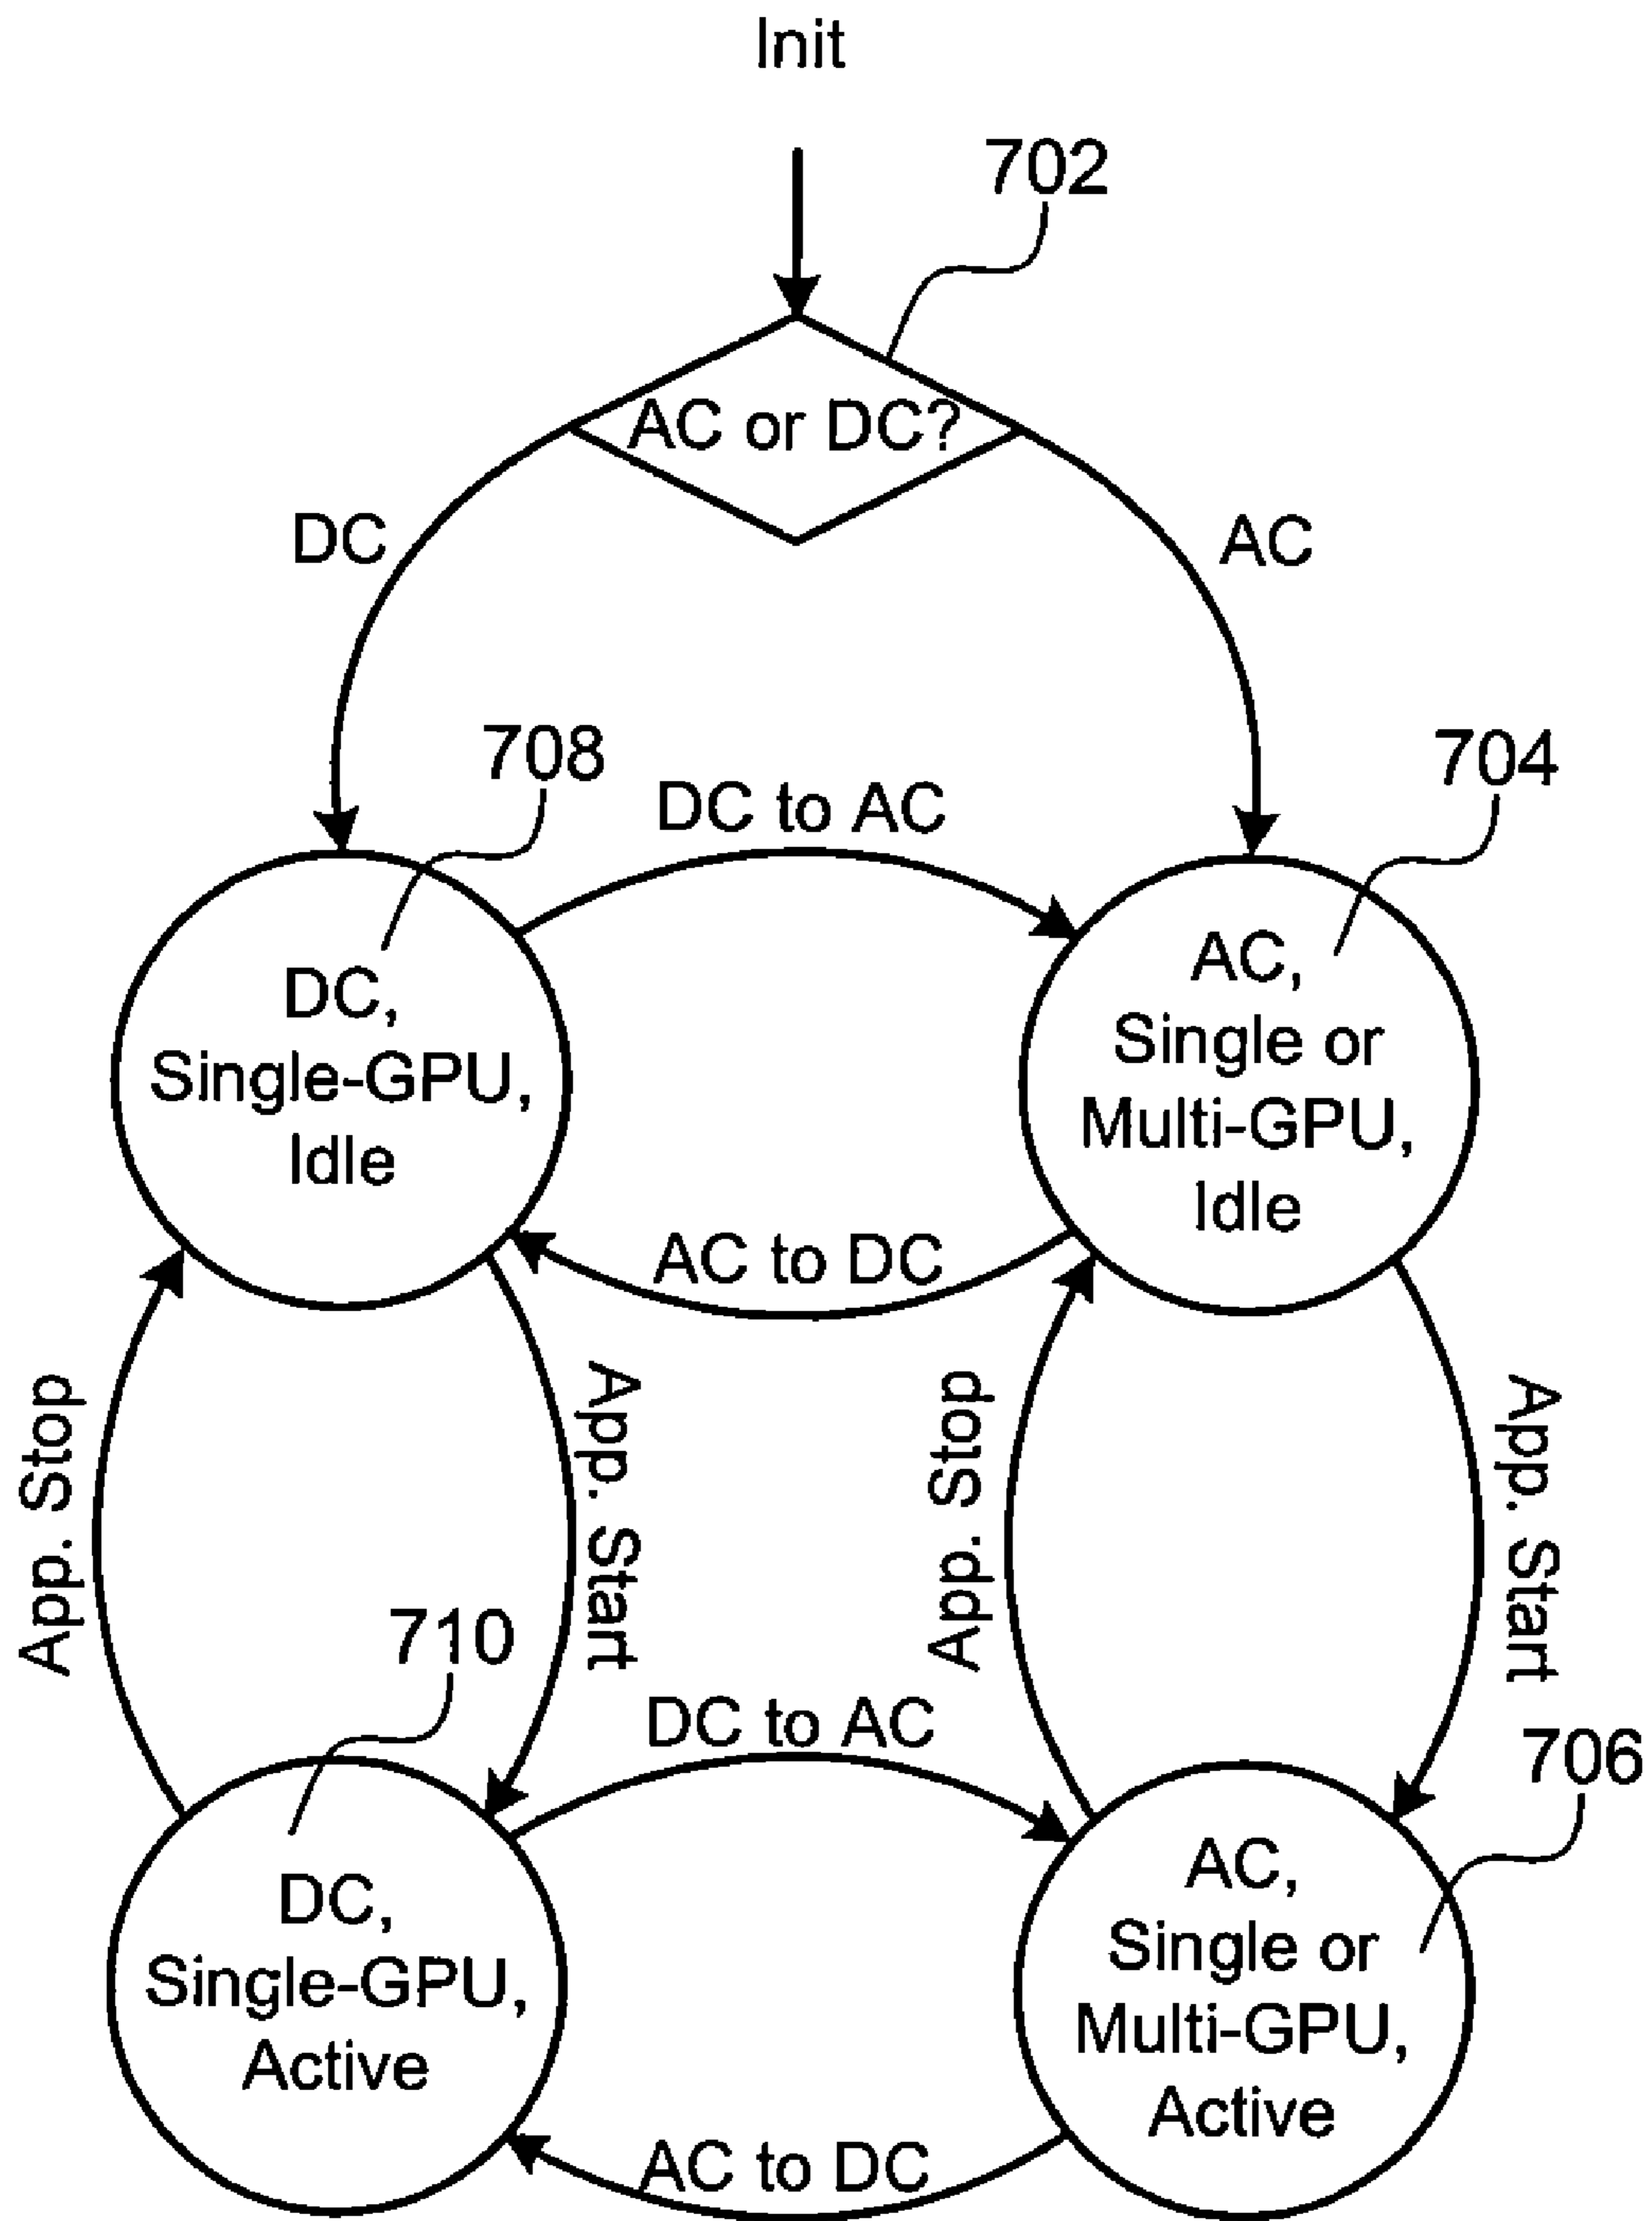 Init
702
AC or DC?
DC
AC
708
704
DC to AC
DC,
Single-GPU,
Idle
AC,
Single or
Multi-GPU,
Idle
AC to DC
App. Stop
App. Start
App. Stop
App. Start
710
DC to AC
706
DC,
Single-GPU,
Active
AC,
Single or
Multi-GPU,
Active
AC to DC